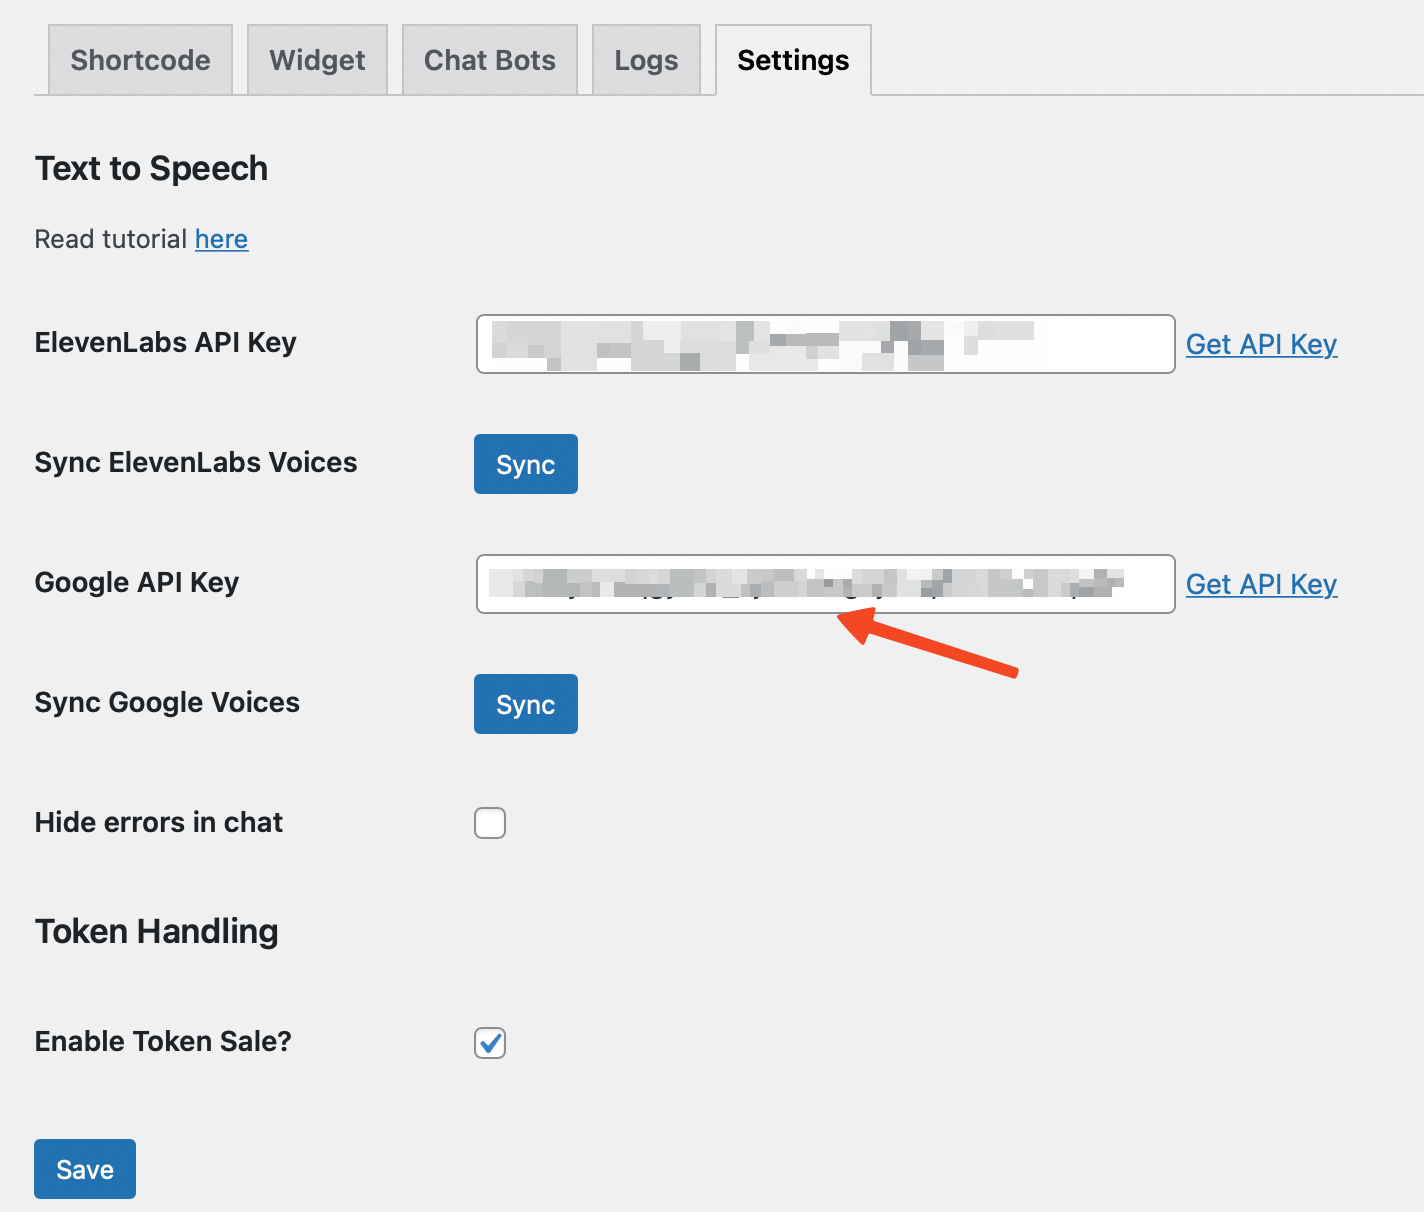 Shortcode Widget Chat Bots Logs Settings
Text to Speech
Read tutorial here
ElevenLabs API Key Get API Key
Sync ElevenLabs Voices Sync
Google API Key Get API Key
Sync Google Voices Sync
Hide errors in chat
Token Handling
Enable Token Sale?
Save